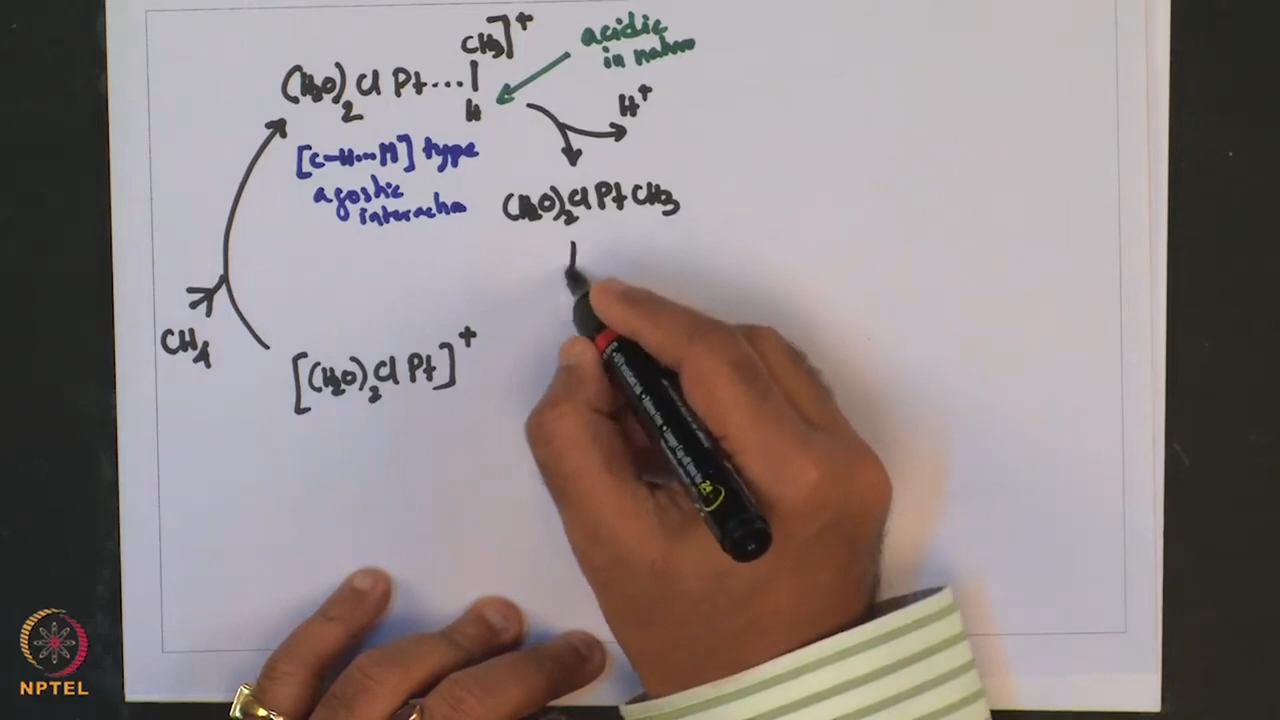 CH₃]⁺
(H₂O)₂Cl Pt...|
H
acidic
in nature
H⁺
[C-H...M] type
agostic
interaction
(H₂O)₂Cl Pt CH₃
CH₄
[(H₂O)₂Cl Pt]⁺
24
NPTEL